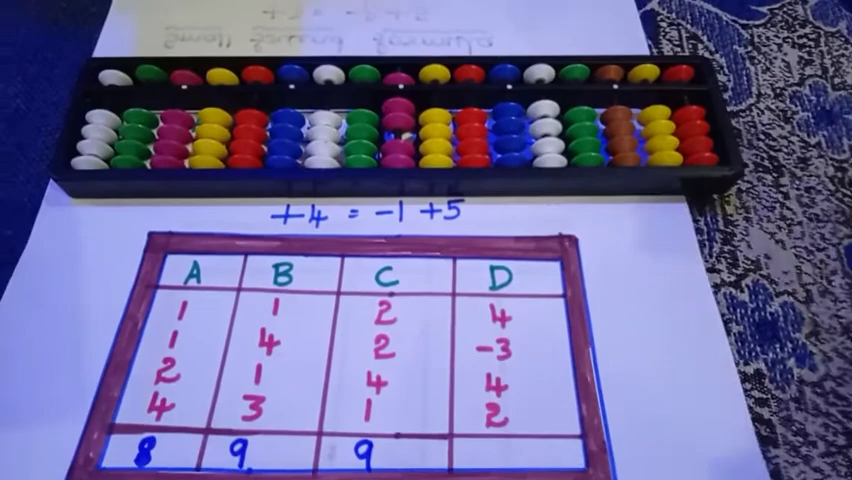 +4 = -1 +5
A B C D
1 1 2 4
1 4 2 -3
2 1 4 4
4 3 1 2
8 9 9